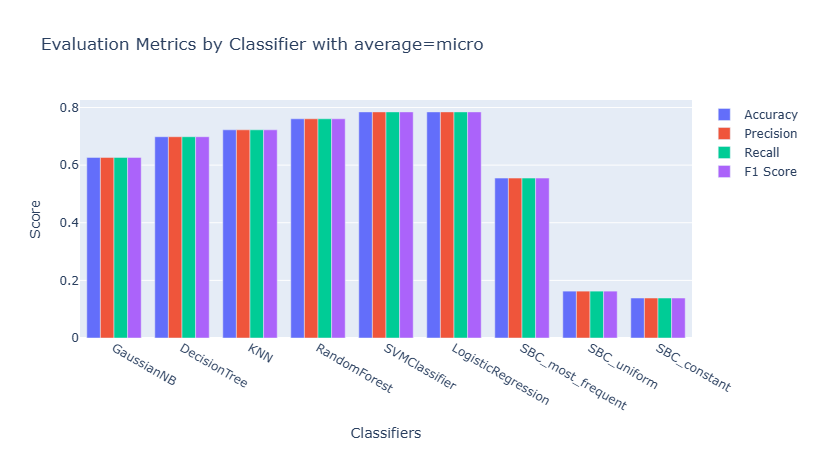 Evaluation Metrics by Classifier with average=micro
Accuracy
Precision
Recall
F1 Score
Score
0.8
0.6
0.4
0.2
0
GaussianNB
DecisionTree
KNN
RandomForest
SVMClassifier
LogisticRegression
SBC_most_frequent
SBC_uniform
SBC_constant
Classifiers